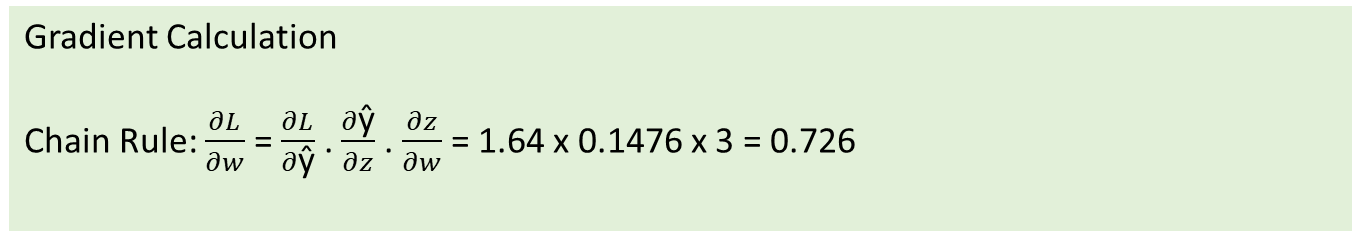 Gradient Calculation
Chain Rule: ∂L/∂w = ∂L/∂ŷ . ∂ŷ/∂z . ∂z/∂w = 1.64 x 0.1476 x 3 = 0.726